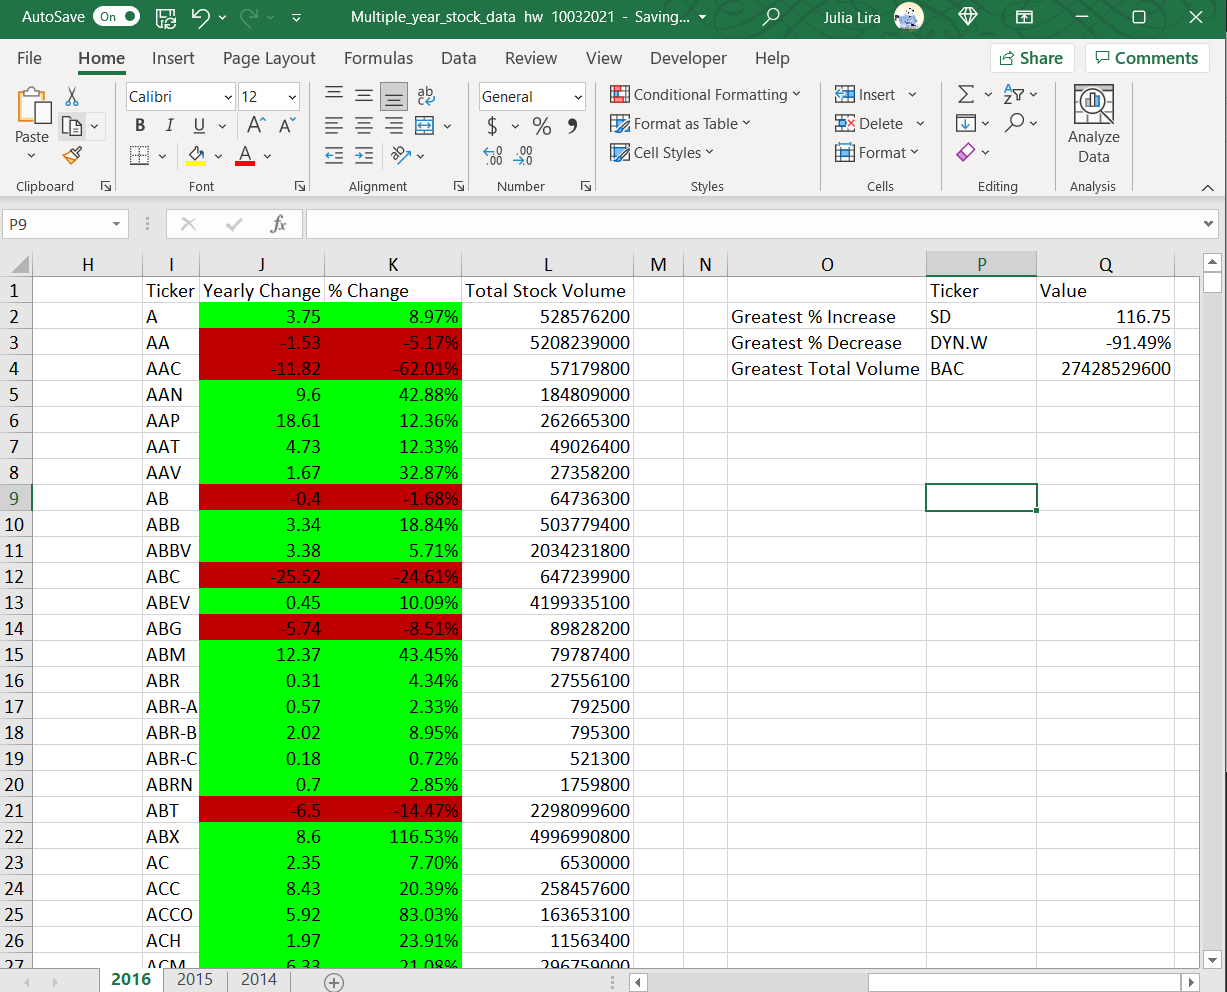 AutoSave On Multiple_year_stock_data hw 10032021 - Saving... Julia Lira
File Home Insert Page Layout Formulas Data Review View Developer Help Share Comments
Paste Calibri 12 General Conditional Formatting Insert Analyze Data
B I U A A ab c $ % 9 Format as Table Delete
A .00 .00 Cell Styles Format
Clipboard Font Alignment Number Styles Cells Editing Analysis
P9 fx
H I J K L M N O P Q
1 Ticker Yearly Change % Change Total Stock Volume Ticker Value
2 A 3.75 8.97% 528576200 Greatest % Increase SD 116.75
3 AA -1.53 -5.17% 5208239000 Greatest % Decrease DYN.W -91.49%
4 AAC -11.82 -62.01% 57179800 Greatest Total Volume BAC 27428529600
5 AAN 9.6 42.88% 184809000
6 AAP 18.61 12.36% 262665300
7 AAT 4.73 12.33% 49026400
8 AAV 1.67 32.87% 27358200
9 AB -0.4 -1.68% 64736300
10 ABB 3.34 18.84% 503779400
11 ABBV 3.38 5.71% 2034231800
12 ABC -25.52 -24.61% 647239900
13 ABEV 0.45 10.09% 4199335100
14 ABG -5.74 -8.51% 89828200
15 ABM 12.37 43.45% 79787400
16 ABR 0.31 4.34% 27556100
17 ABR-A 0.57 2.33% 792500
18 ABR-B 2.02 8.95% 795300
19 ABR-C 0.18 0.72% 521300
20 ABRN 0.7 2.85% 1759800
21 ABT -6.5 -14.47% 2298099600
22 ABX 8.6 116.53% 4996990800
23 AC 2.35 7.70% 6530000
24 ACC 8.43 20.39% 258457600
25 ACCO 5.92 83.03% 163653100
26 ACH 1.97 23.91% 11563400
27 ACM 6.33 21.08% 296759000
2016 2015 2014